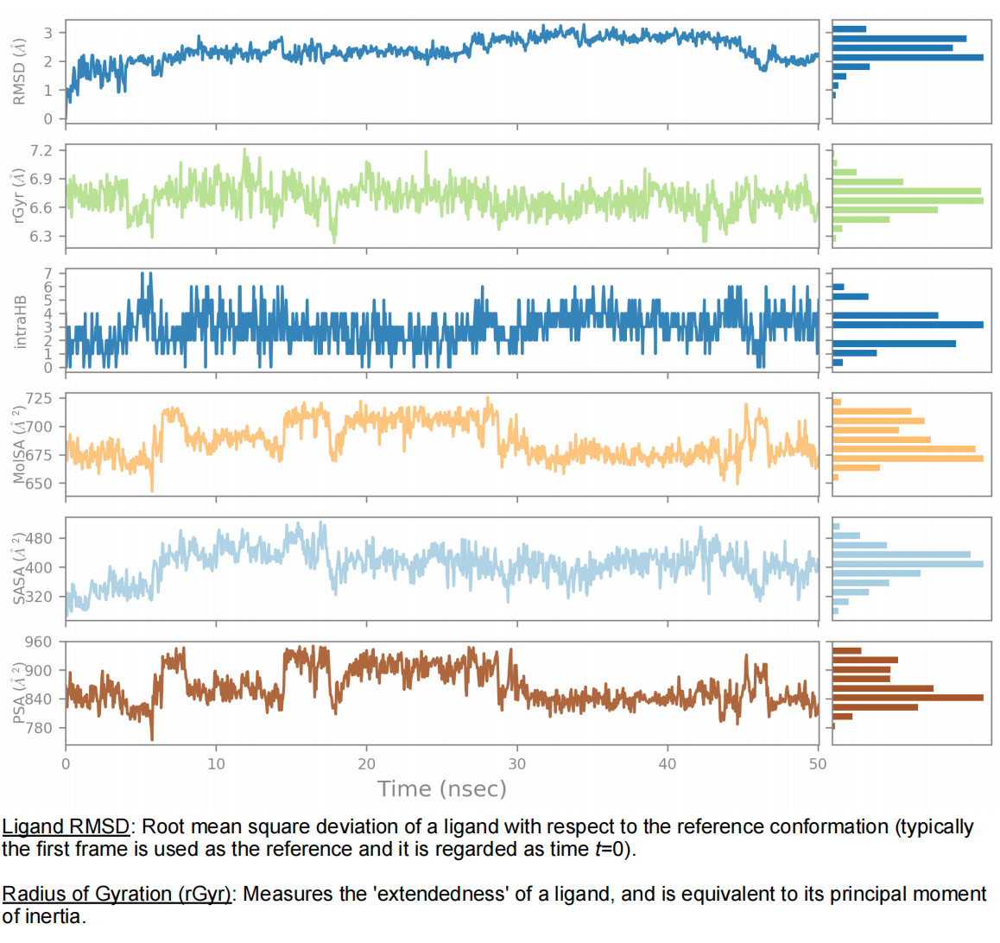 3
2
1
0
RMSD (Å)
7.2
6.9
6.6
6.3
rGyr (Å)
7
6
5
4
3
2
1
0
intraHB
725
700
675
650
MolSA (Å²)
480
400
320
SASA (Å²)
960
900
840
780
PSA (Å²)
0 10 20 30 40 50
Time (nsec)
Ligand RMSD: Root mean square deviation of a ligand with respect to the reference conformation (typically
the first frame is used as the reference and it is regarded as time t=0).
Radius of Gyration (rGyr): Measures the 'extendedness' of a ligand, and is equivalent to its principal moment
of inertia.